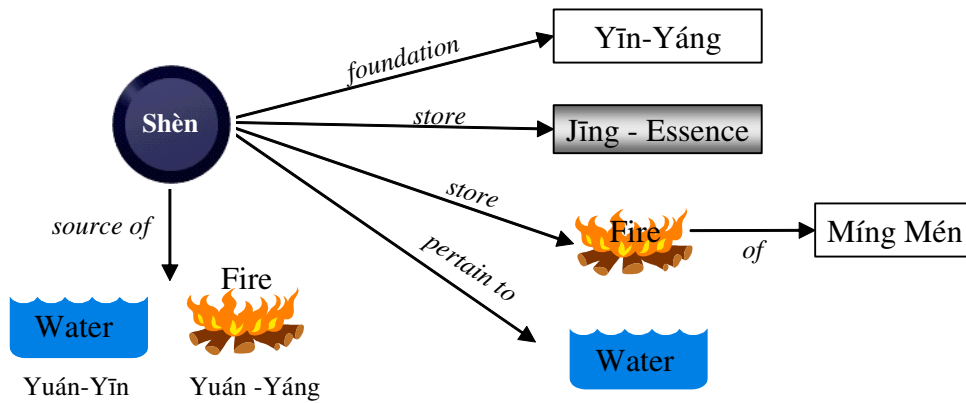 Yīn-Yáng
foundation
Shèn
store
Jīng - Essence
store
source of
Fire
of
Míng Mén
pertain to
Fire
Water
Water
Yuán-Yīn
Yuán -Yáng